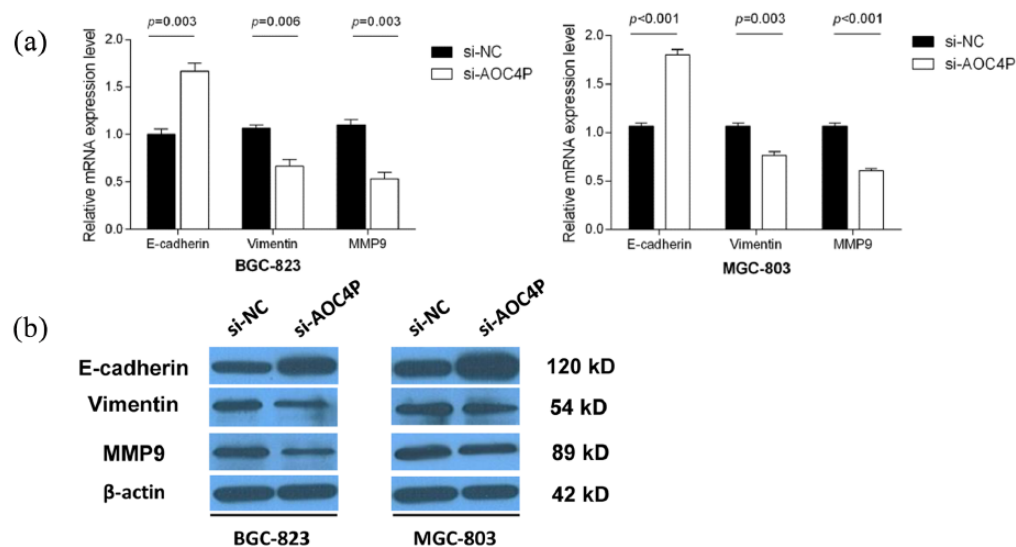 (a)
p=0.003 p=0.006 p=0.003
si-NC
si-AOC4P
Relative mRNA expression level
2.0
1.5
1.0
0.5
0.0
E-cadherin Vimentin MMP9
BGC-823
p<0.001 p=0.003 p<0.001
si-NC
si-AOC4P
Relative mRNA expression level
2.0
1.5
1.0
0.5
0.0
E-cadherin Vimentin MMP9
MGC-803
(b)
si-NC si-AOC4P si-NC si-AOC4P
E-cadherin 120 kD
Vimentin 54 kD
MMP9 89 kD
β-actin 42 kD
BGC-823 MGC-803